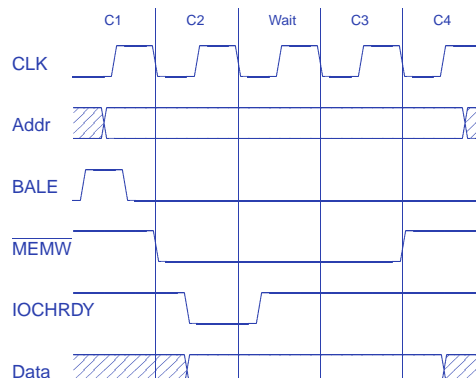 C1 C2 Wait C3 C4
CLK
Addr
BALE
MEMW
IOCHRDY
Data